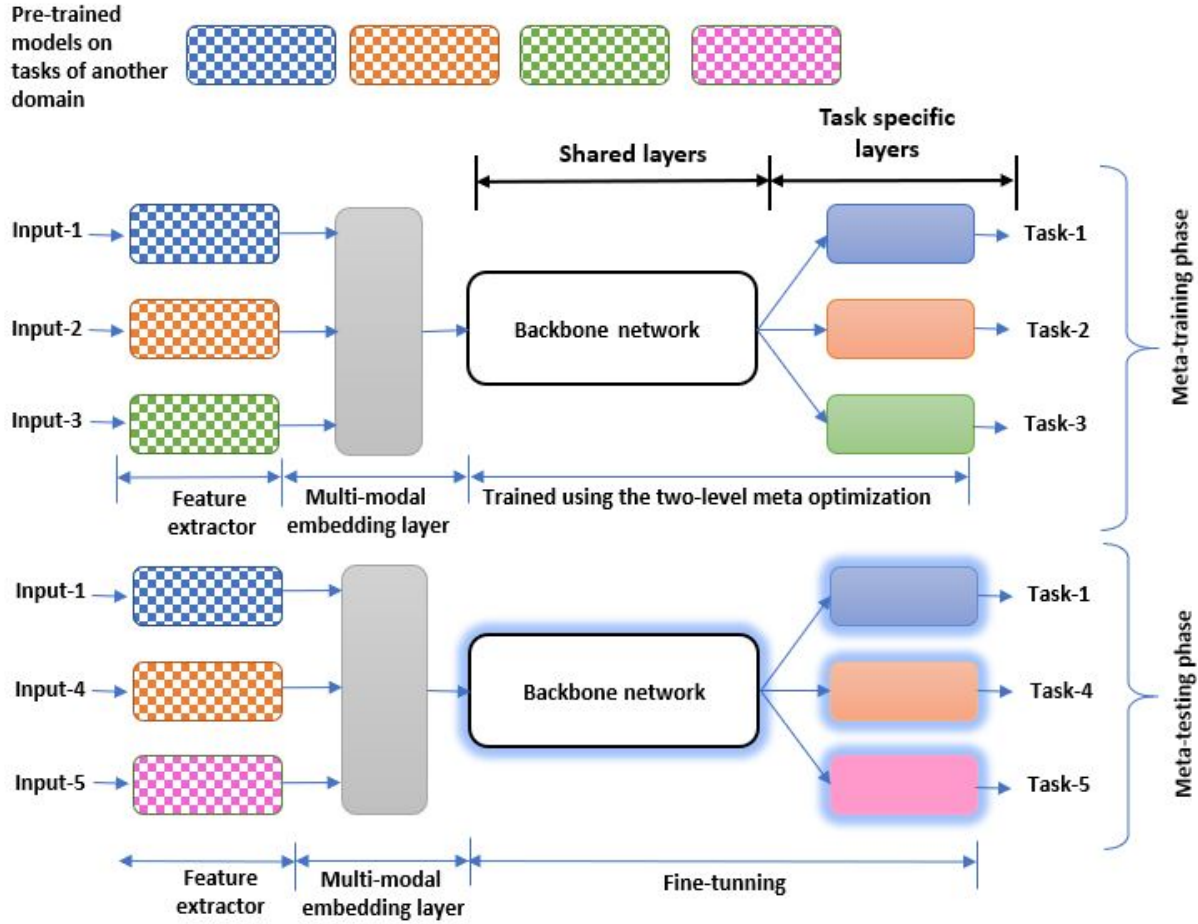 Pre-trained
models on
tasks of another
domain
Shared layers
Task specific
layers
Input-1
Input-2
Input-3
Backbone network
Task-1
Task-2
Task-3
Meta-training phase
Feature
extractor
Multi-modal
embedding layer
Trained using the two-level meta optimization
Input-1
Input-4
Input-5
Backbone network
Task-1
Task-4
Task-5
Meta-testing phase
Feature
extractor
Multi-modal
embedding layer
Fine-tunning